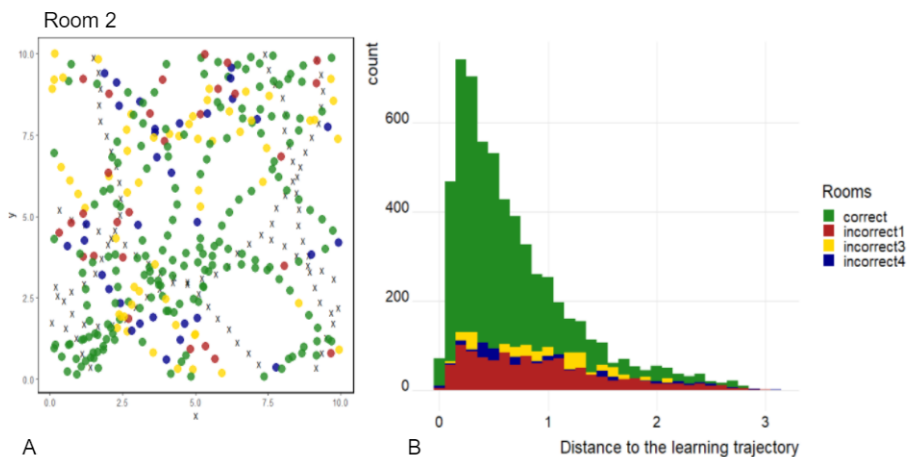 Room 2
10.0
7.5
y
5.0
2.5
0.0
0.0 2.5 5.0 7.5 10.0
x
A
count
600
400
200
0
0 1 2 3
Distance to the learning trajectory
B
Rooms
correct
incorrect1
incorrect3
incorrect4